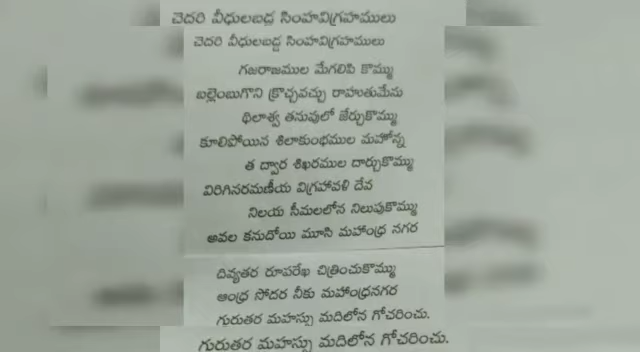 చెదరి వీధులబడ్డ సింహవిగ్రహములు
చెదరి వీధులబడ్డ సింహవిగ్రహములు
గజరాజముల మేగలిపి కొమ్ము
బల్లెంబుగొని క్రొచ్చవచ్చు రాహుతుమేను
థిలాత్వ తనువులో జేర్చుకొమ్ము
కూలిపోయిన శిలాకుంభముల మహోన్న
త ద్వార శిఖరముల దార్చుకొమ్ము
విరిగినరమణీయ విగ్రహావళి దేవ
నిలయ సీమలలోన నిలుపుకొమ్ము
అవల కనుదోయి మూసి మహాంధ్ర నగర
దివ్యతర రూపరేఖ చిత్రించుకొమ్ము
ఆంధ్ర సోదర నీకు మహాంధ్రనగర
గురుతర మహస్సు మదిలోన గోచరించు.
గురుతర మహస్సు మదిలోన గోచరించు.